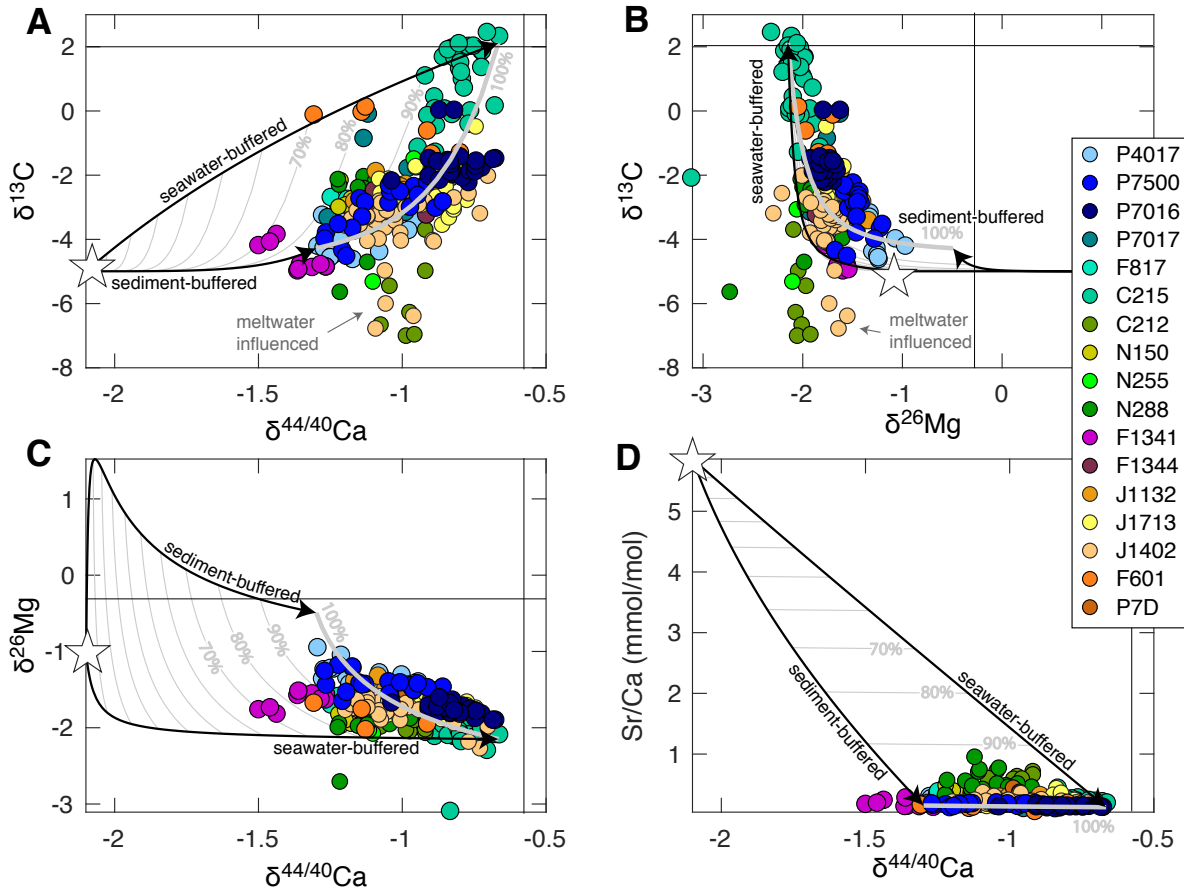 A
2
0
-2
-4
-6
-8
δ13C
-2
-1.5
-1
-0.5
δ44/40Ca
seawater-buffered
sediment-buffered
70%
80%
90%
100%
meltwater
influenced
B
2
0
-2
-4
-6
-8
δ13C
-3
-2
-1
0
δ26Mg
seawater-buffered
sediment-buffered
100%
meltwater
influenced
P4017
P7500
P7016
P7017
F817
C215
C212
N150
N255
N288
F1341
F1344
J1132
J1713
J1402
F601
P7D
C
1
0
-1
-2
-3
δ26Mg
-2
-1.5
-1
-0.5
δ44/40Ca
sediment-buffered
seawater-buffered
70%
80%
90%
100%
D
5
4
3
2
1
Sr/Ca (mmol/mol)
-2
-1.5
-1
-0.5
δ44/40Ca
sediment-buffered
seawater-buffered
70%
80%
90%
100%